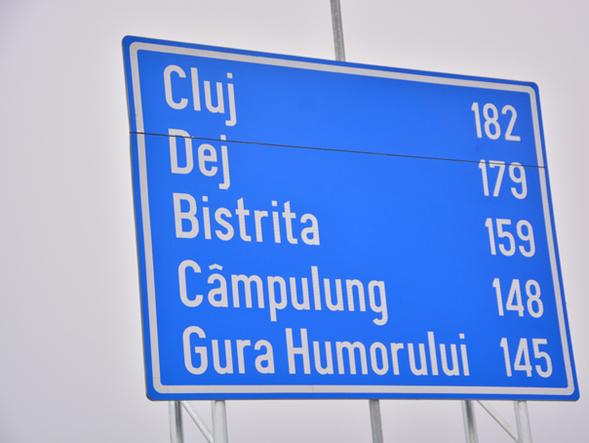 Cluj 182
Dej 179
Bistrita 159
Câmpulung 148
Gura Humorului 145